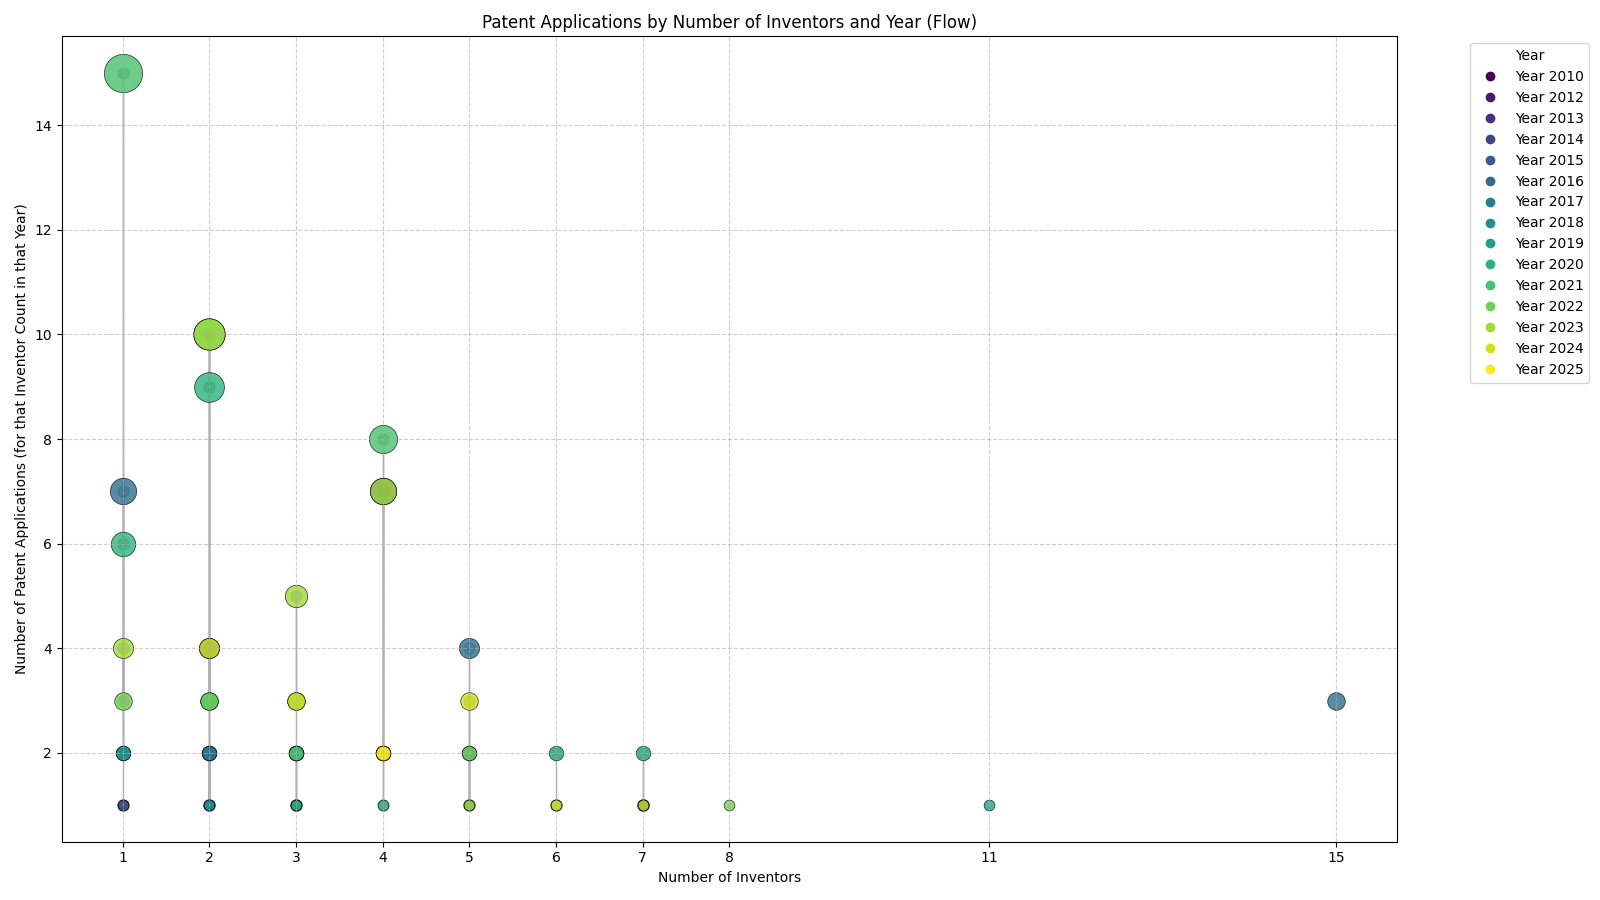 Patent Applications by Number of Inventors and Year (Flow)
Number of Patent Applications (for that Inventor Count in that Year)
14
12
10
8
6
4
2
1 2 3 4 5 6 7 8 11 15
Number of Inventors
Year
Year 2010
Year 2012
Year 2013
Year 2014
Year 2015
Year 2016
Year 2017
Year 2018
Year 2019
Year 2020
Year 2021
Year 2022
Year 2023
Year 2024
Year 2025